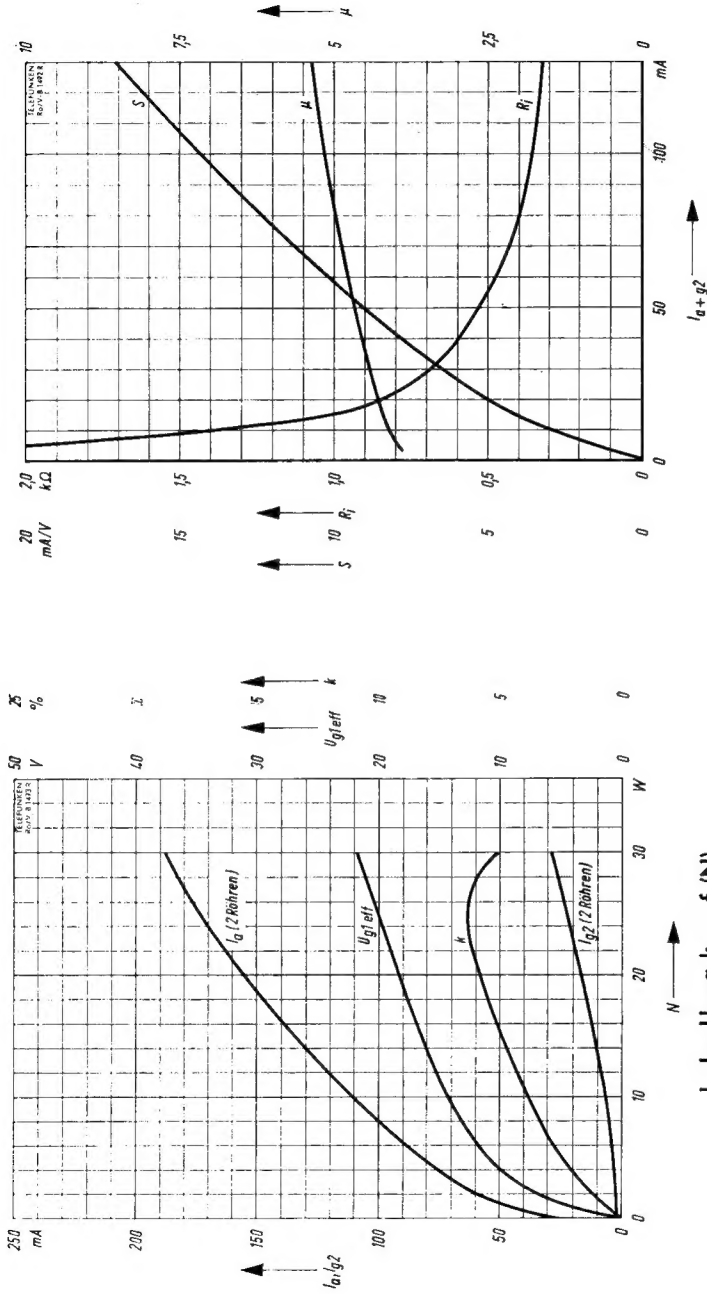 250
mA
200
150
100
50
0
Ia, Ig2
TELEFUNKEN
50
V
40
30
20
10
0
Ug1 eff
25
%
15
10
5
0
k
Ia (2 Röhren)
Ug1 eff
k
Ig2 (2 Röhren)
0
10
20
30
W
N
20
mA/V
15
10
5
0
S
2,0
kΩ
1,5
1,0
0,5
0
Ri
TELEFUNKEN
Rö/V-B 1492 R
S
μ
Ri
10
7,5
5
2,5
0
μ
0
50
100
mA
Ia + g2